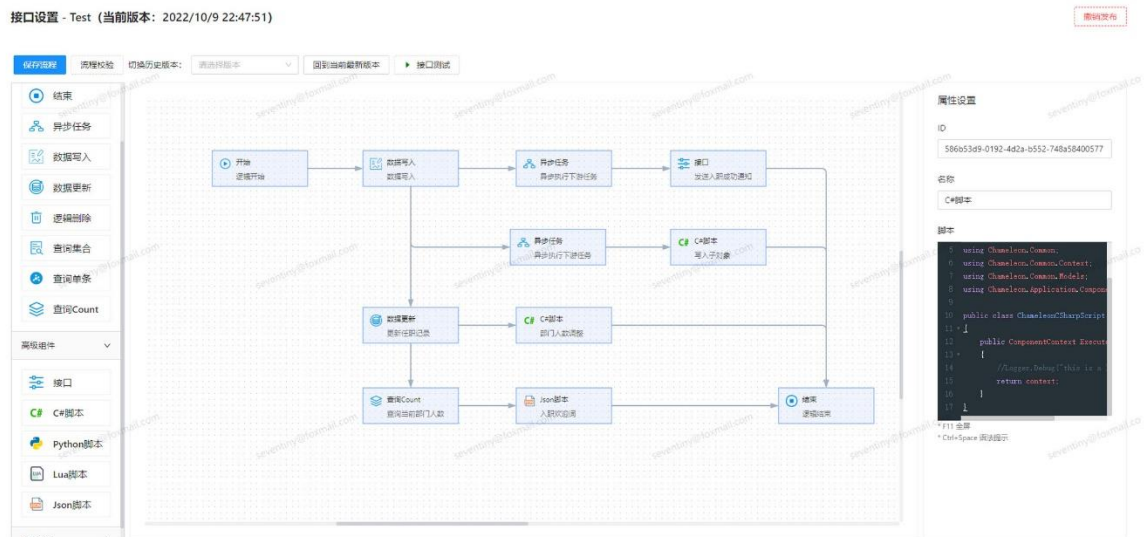 接口设置 - Test (当前版本：2022/10/9 22:47:51)
撤销发布
保存流程 流程校验 切换历史版本： 请选择版本 回到当前最新版本 接口测试
结束
异步任务
数据写入
数据更新
逻辑删除
查询集合
查询单条
查询Count
高级组件
接口
C# C#脚本
Python脚本
Lua脚本
Json脚本
开始
逻辑开始
数据写入
数据写入
异步任务
异步执行下游任务
接口
发送入职成功通知
异步任务
异步执行下游任务
C# C#脚本
写入子对象
数据更新
更新任职记录
C# C#脚本
部门人数调整
查询Count
查询当前部门人数
Json脚本
入职欢迎词
结束
逻辑结束
属性设置
ID
586b53d9-0192-4d2a-b552-748a58400577
名称
C#脚本
脚本
5 using Chameleon.Common;
6 using Chameleon.Common.Context;
7 using Chameleon.Common.Models;
8 using Chameleon.Application.Compone
9
10 public class ChameleonCSharpScript
11 {
12 public ComponentContext Execute
13 {
14 //Logger.Debug("this is a
15 return context;
16 }
17 }
* F11 全屏
* Ctrl+Space 语法提示
seventiny@foxmail.com